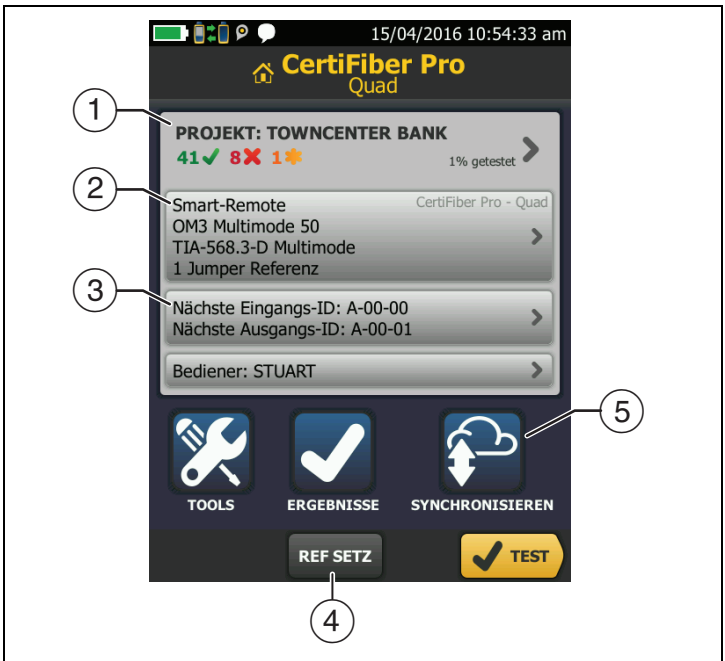 15/04/2016 10:54:33 am
CertiFiber Pro
Quad
1
PROJEKT: TOWNCENTER BANK
41 8 1
1% getestet
2
Smart-Remote
CertiFiber Pro - Quad
OM3 Multimode 50
TIA-568.3-D Multimode
1 Jumper Referenz
3
Nächste Eingangs-ID: A-00-00
Nächste Ausgangs-ID: A-00-01
Bediener: STUART
5
TOOLS
ERGEBNISSE
SYNCHRONISIEREN
REF SETZ
TEST
4